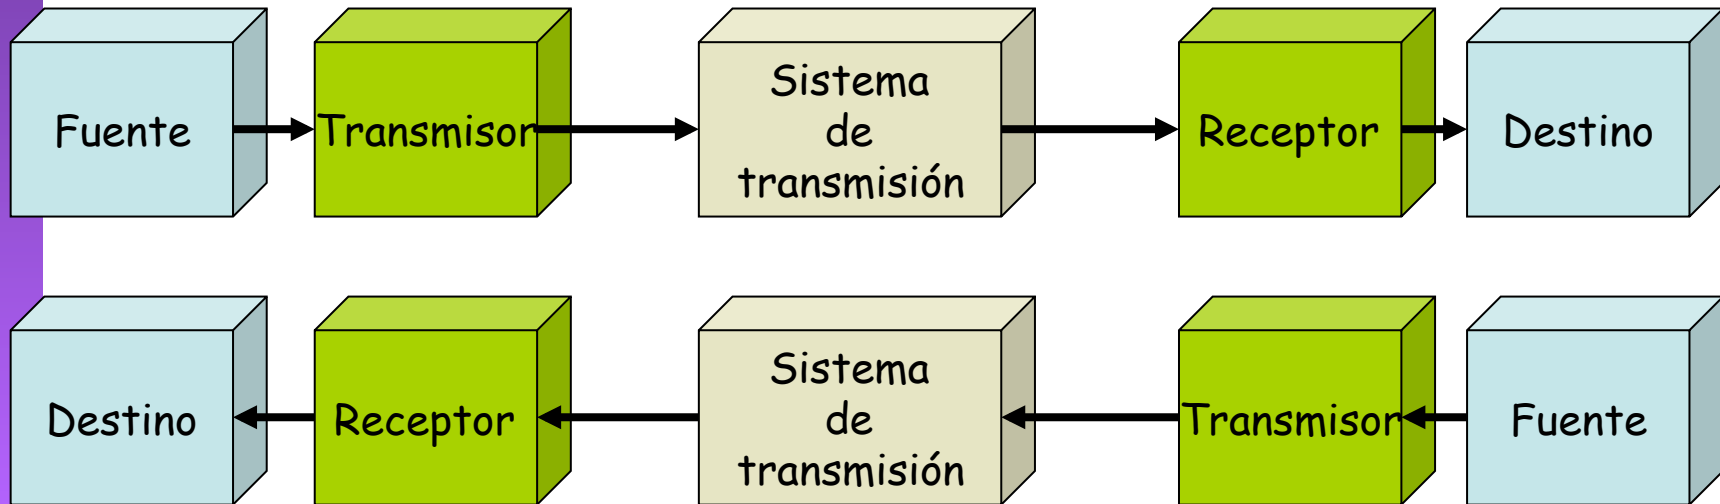 Fuente
Transmisor
Sistema
de
transmisión
Receptor
Destino
Destino
Receptor
Sistema
de
transmisión
Transmisor
Fuente